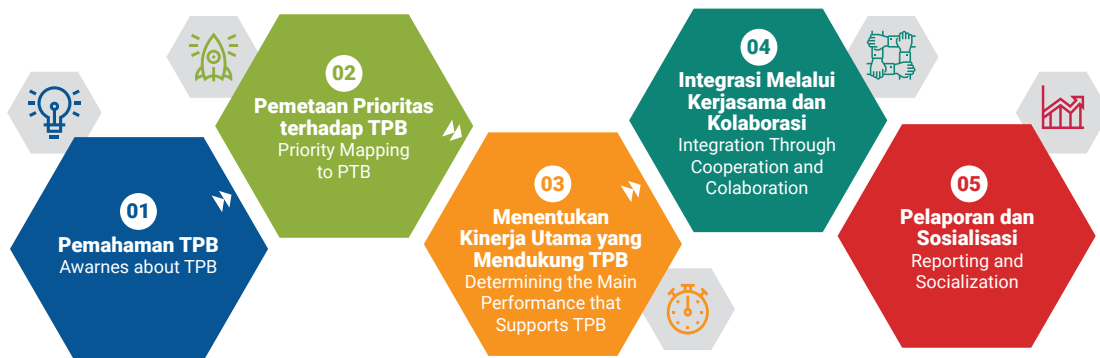 01
Pemahaman TPB
Awarnes about TPB
02
Pemetaan Prioritas
terhadap TPB
Priority Mapping
to PTB
03
Menentukan
Kinerja Utama yang
Mendukung TPB
Determining the Main
Performance that
Supports TPB
04
Integrasi Melalui
Kerjasama dan
Kolaborasi
Integration Through
Cooperation and
Colaboration
05
Pelaporan dan
Sosialisasi
Reporting and
Socialization